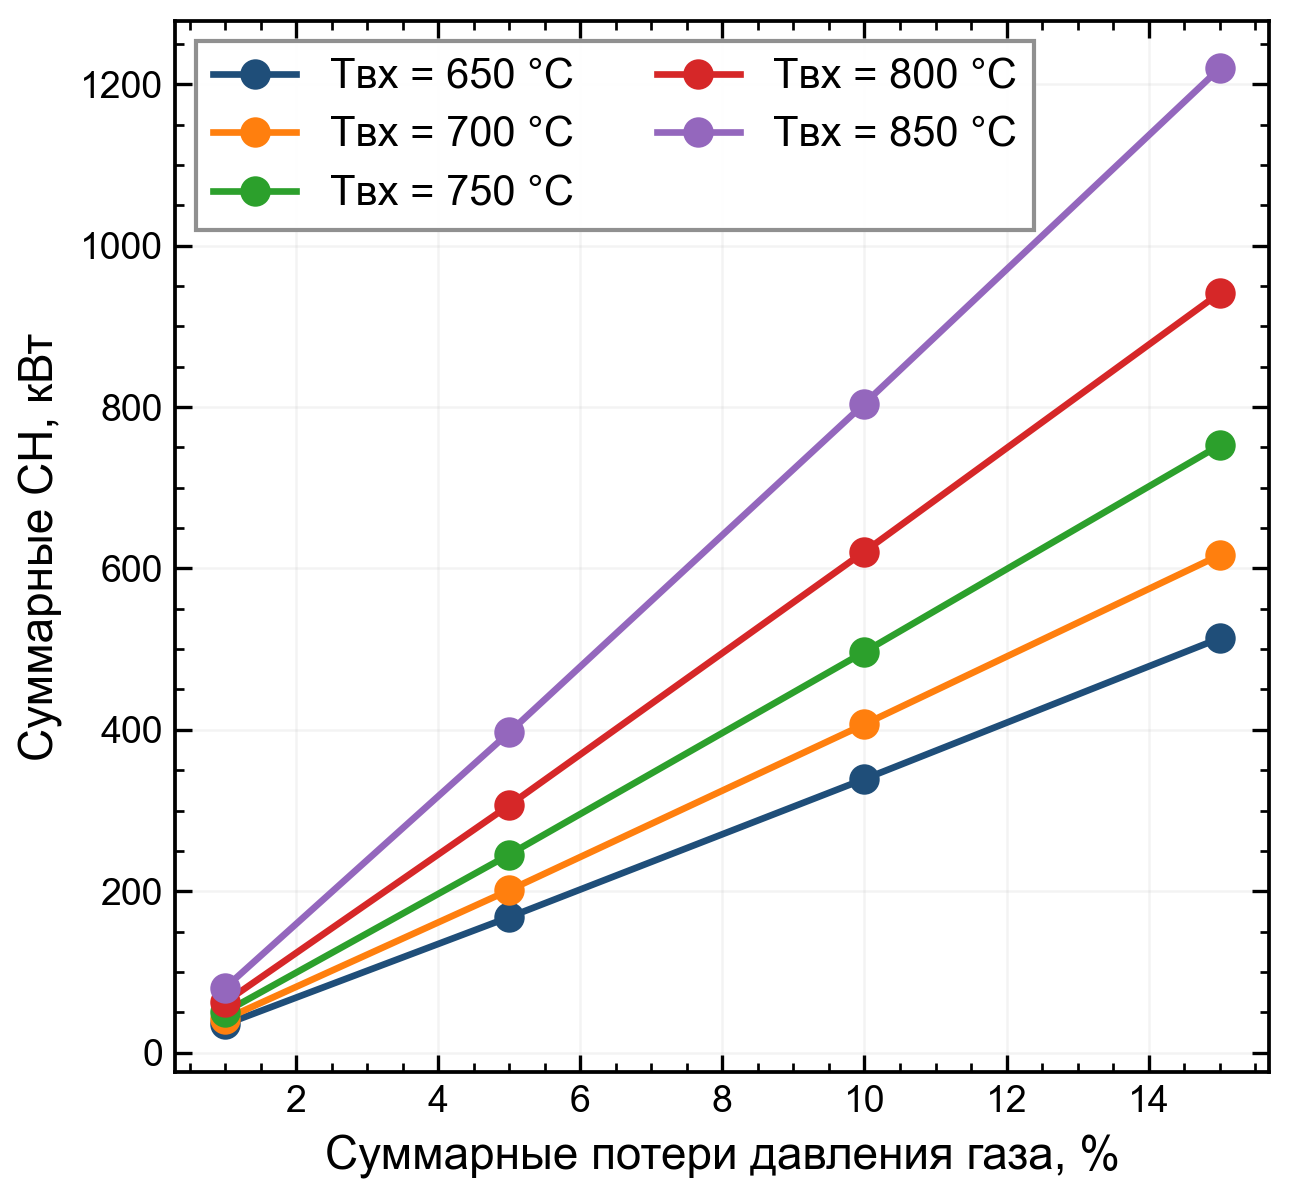 Tвх = 650 °C
Tвх = 700 °C
Tвх = 750 °C
Tвх = 800 °C
Tвх = 850 °C
1200
1000
800
600
400
200
0
Суммарные СН, кВт
2 4 6 8 10 12 14
Суммарные потери давления газа, %